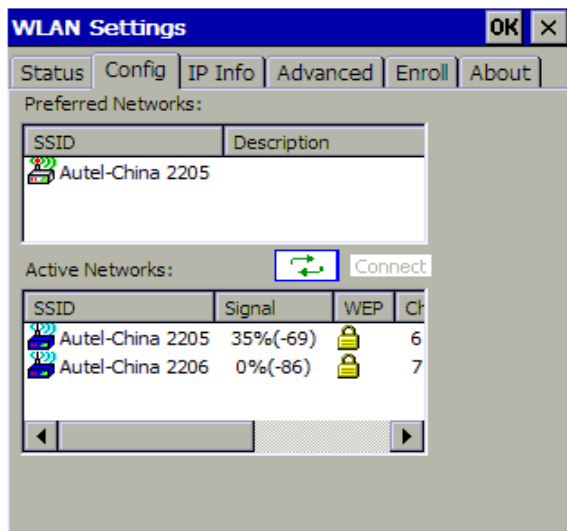 WLAN Settings OK ×
Status Config IP Info Advanced Enroll About
Preferred Networks:
SSID Description
Autel-China 2205
Active Networks: Connect
SSID Signal WEP Ch
Autel-China 2205 35%(-69) 6
Autel-China 2206 0%(-86) 7